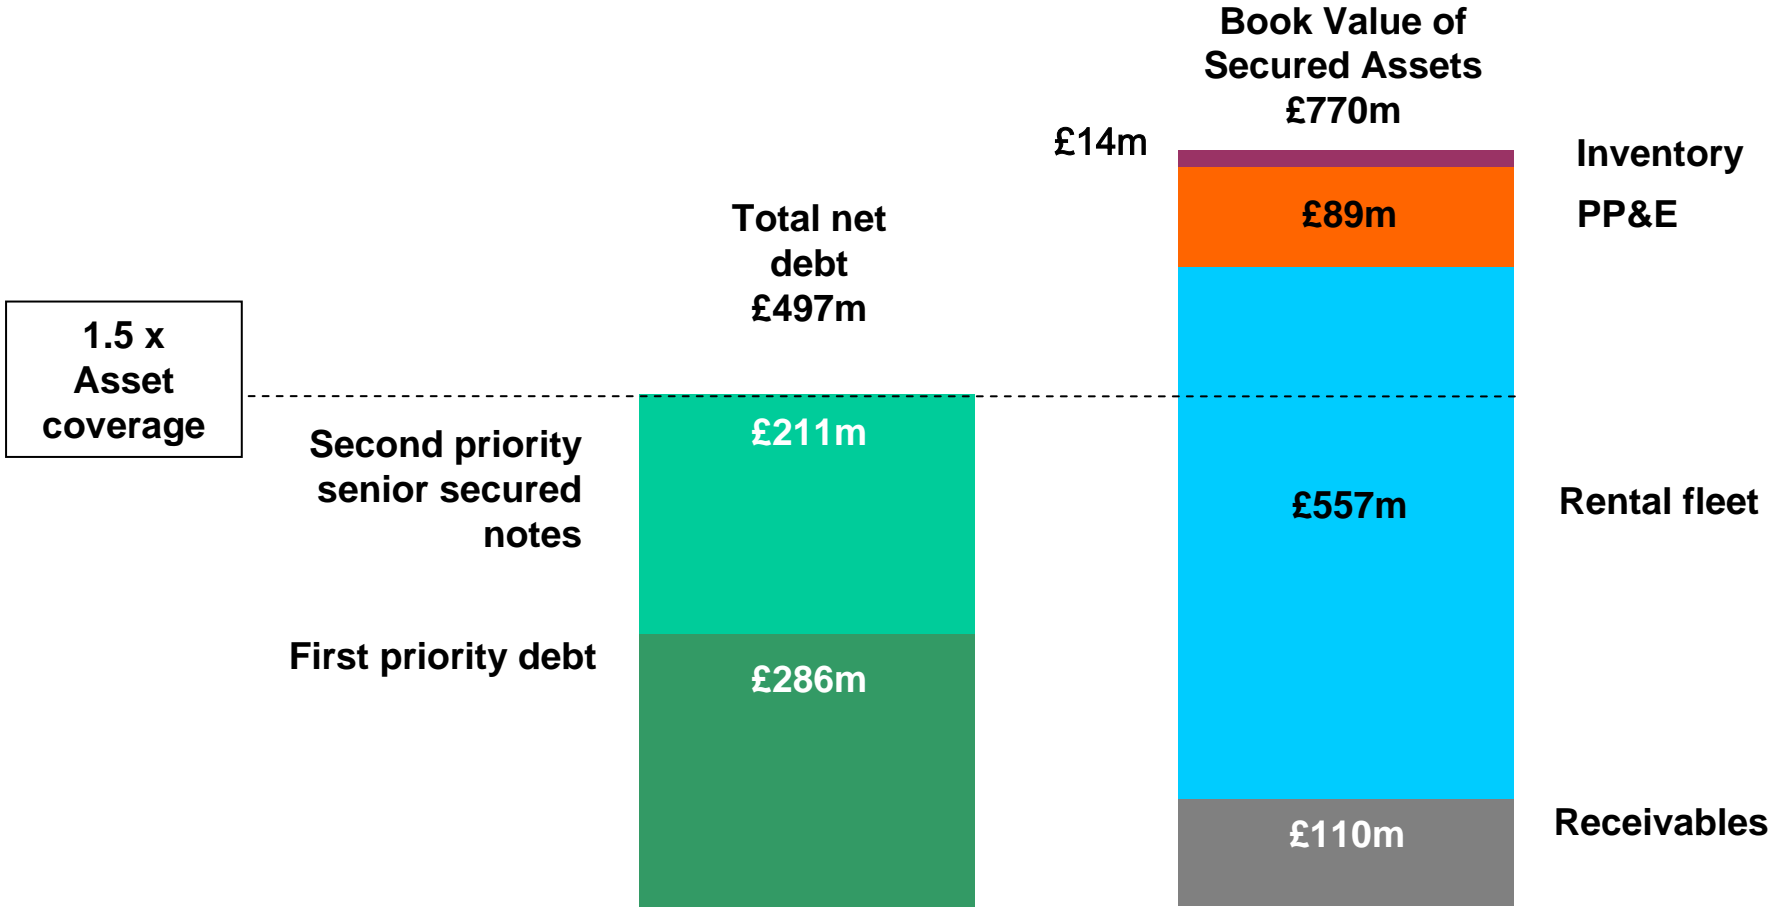 Book Value of
Secured Assets
£770m
£14m
Inventory
£89m
PP&E
Total net
debt
£497m
1.5 x
Asset
coverage
£211m
Second priority
senior secured
notes
£557m
Rental fleet
First priority debt
£286m
£110m
Receivables